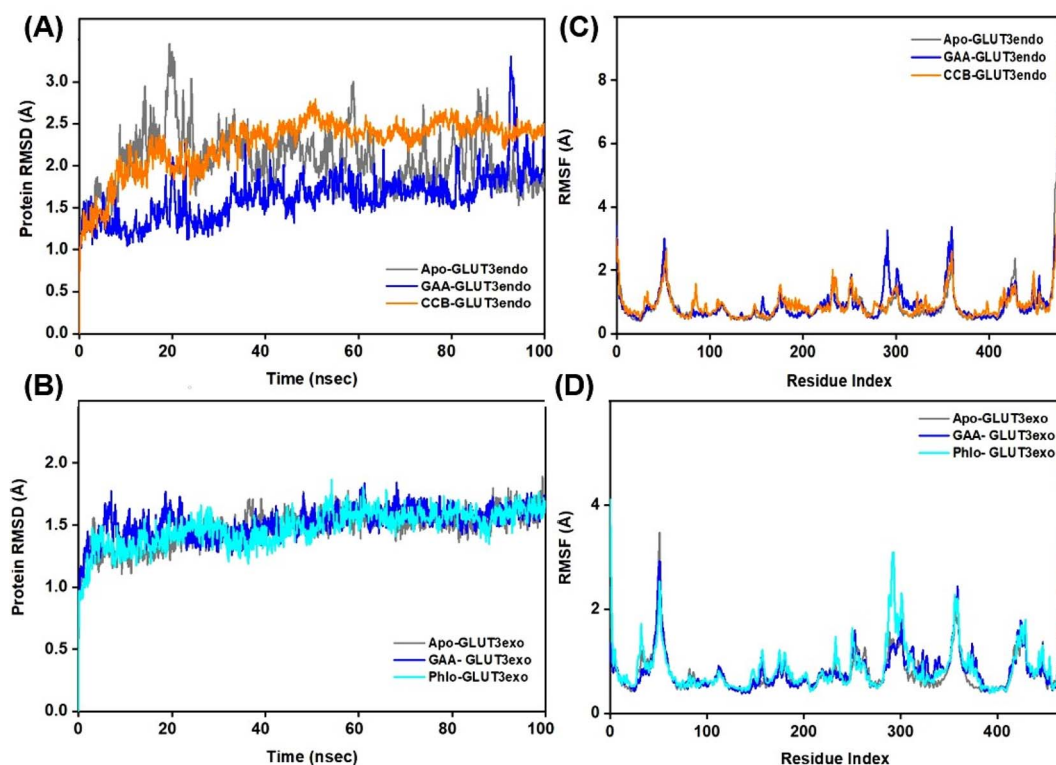 (A)
Protein RMSD (Å)
3.0
2.5
2.0
1.5
1.0
0.5
0.0
0
20
40
60
80
100
Time (nsec)
Apo-GLUT3endo
GAA-GLUT3endo
CCB-GLUT3endo
(C)
RMSF (Å)
8
6
4
2
0
0
100
200
300
400
Residue Index
Apo-GLUT3endo
GAA-GLUT3endo
CCB-GLUT3endo
(B)
Protein RMSD (Å)
2.0
1.5
1.0
0.5
0.0
0
20
40
60
80
100
Time (nsec)
Apo-GLUT3exo
GAA- GLUT3exo
Phlo-GLUT3exo
(D)
RMSF (Å)
6
4
2
0
0
100
200
300
400
Residue Index
Apo-GLUT3exo
GAA- GLUT3exo
Phlo- GLUT3exo